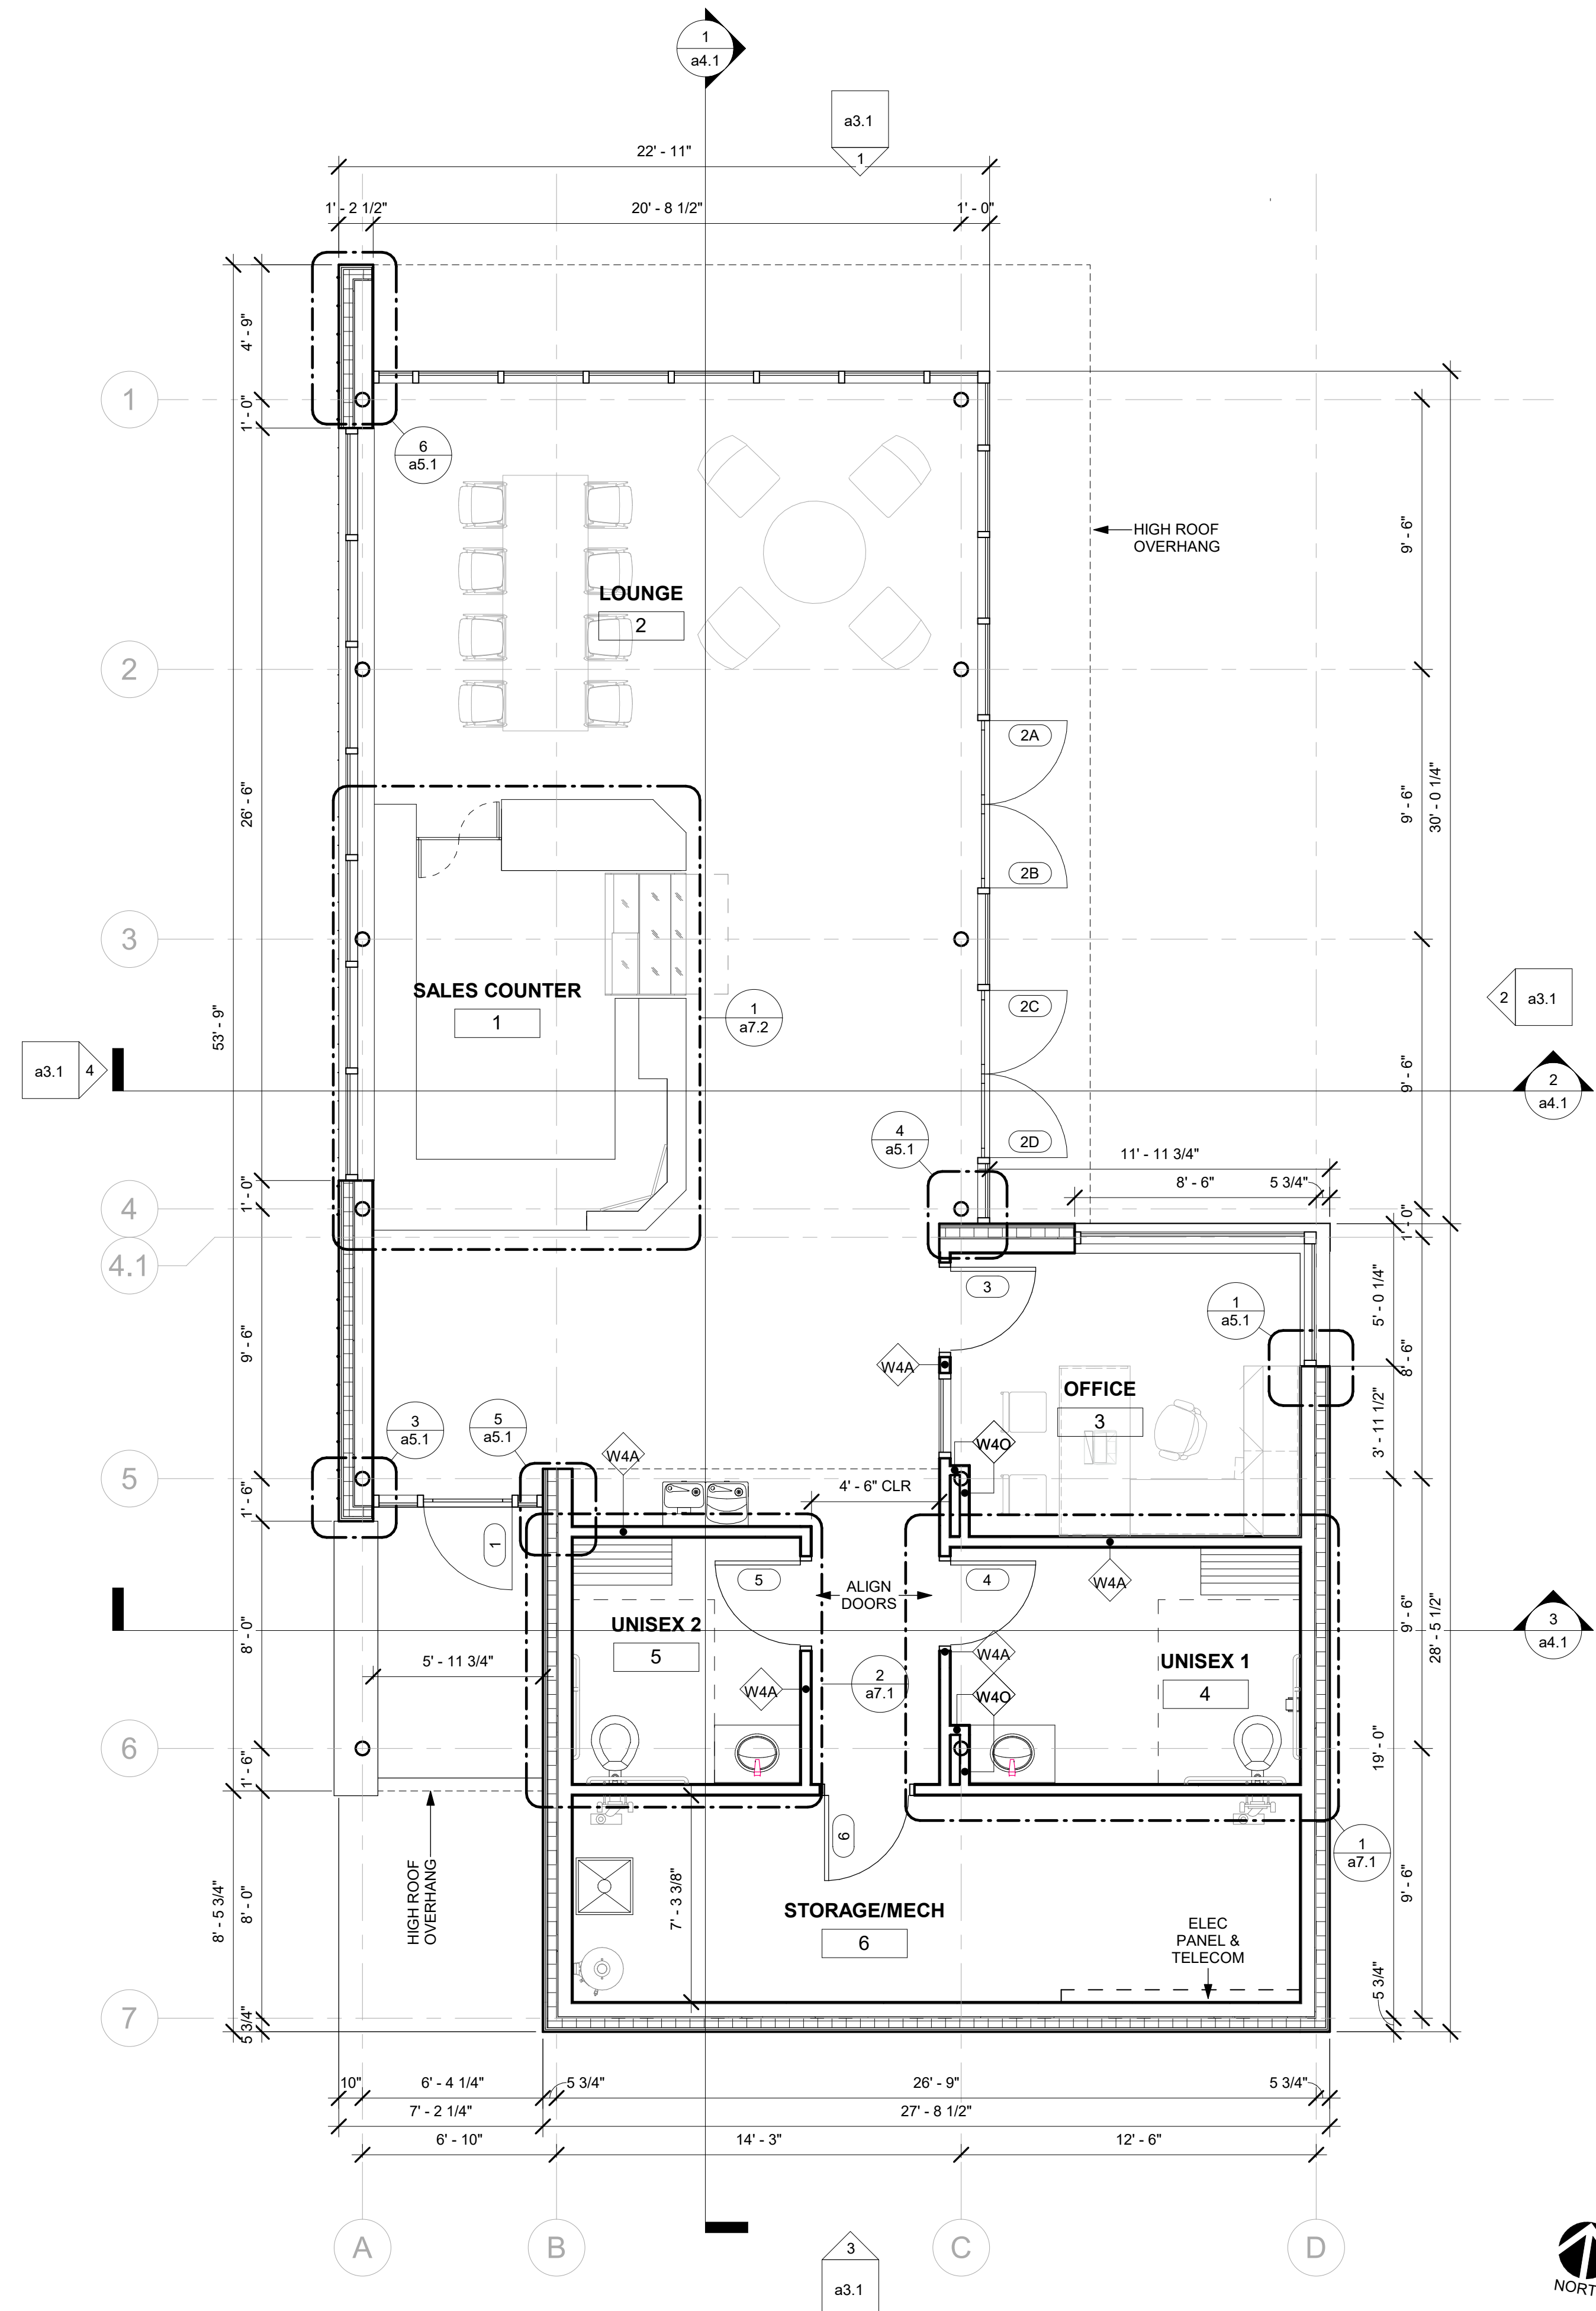 1
a4.1
a3.1
1
22' - 11"
1' - 2 1/2"
20' - 8 1/2"
1' - 0"
4' - 9"
1
1' - 0"
6
a5.1
HIGH ROOF
OVERHANG
9' - 6"
LOUNGE
2
2
2A
26' - 6"
9' - 6"
30' - 0 1/4"
2B
3
SALES COUNTER
1
1
a7.2
2C
2
a3.1
53' - 9"
a3.1
4
9' - 6"
2
a4.1
4
a5.1
2D
11' - 11 3/4"
8' - 6"
5 3/4"
1' - 0"
4
4.1
1' - 0"
3
5' - 0 1/4"
1
a5.1
9' - 6"
W4A
8' - 6"
OFFICE
3
3' - 11 1/2"
3
a5.1
5
a5.1
W4A
W4O
5
4' - 6" CLR
1' - 6"
1
5
ALIGN
DOORS
4
W4A
UNISEX 2
5
8' - 0"
9' - 6"
28' - 5 1/2"
3
a4.1
5' - 11 3/4"
W4A
2
a7.1
W4A
W4O
UNISEX 1
4
6
19' - 0"
1' - 6"
6
1
a7.1
HIGH ROOF
OVERHANG
8' - 5 3/4"
8' - 0"
7' - 3 3/8"
STORAGE/MECH
6
ELEC
PANEL &
TELECOM
9' - 6"
5 3/4"
7
5 3/4"
10"
6' - 4 1/4"
5 3/4"
26' - 9"
5 3/4"
7' - 2 1/4"
27' - 8 1/2"
6' - 10"
14' - 3"
12' - 6"
A
B
C
D
3
a3.1
NORT